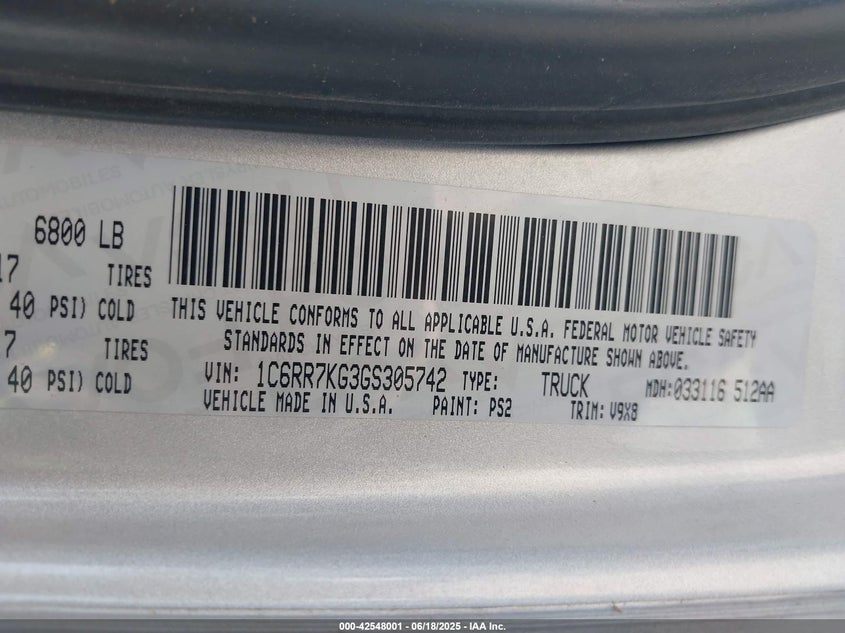 6800 LB
17 TIRES
40 PSI) COLD
7 TIRES
40 PSI) COLD
THIS VEHICLE CONFORMS TO ALL APPLICABLE U.S.A. FEDERAL MOTOR VEHICLE SAFETY
STANDARDS IN EFFECT ON THE DATE OF MANUFACTURE SHOWN ABOVE.
VIN: 1C6RR7KG3GS305742 TYPE: TRUCK MDH:033116 512AA
VEHICLE MADE IN U.S.A. PAINT: PS2 TRIM: V9X8
000-42548001 - 06/18/2025 - IAA Inc.